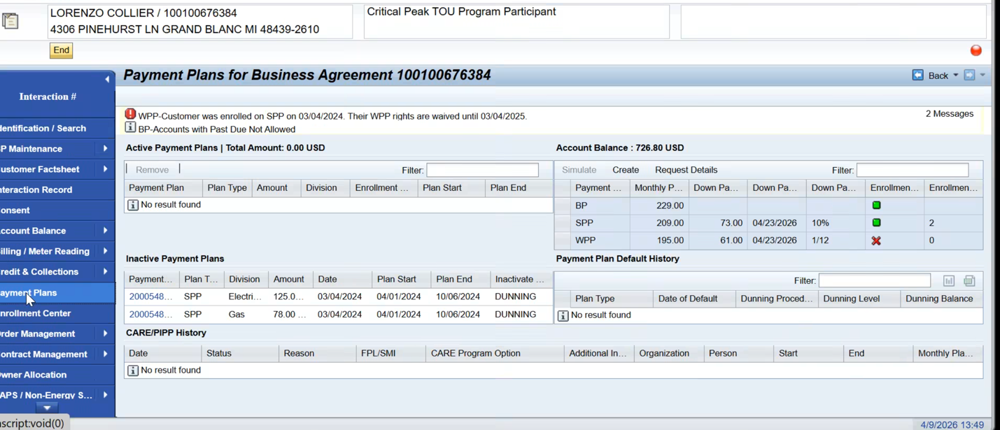 LORENZO COLLIER / 100100676384
4306 PINEHURST LN GRAND BLANC MI 48439-2610
Critical Peak TOU Program Participant
End
Payment Plans for Business Agreement 100100676384
Back
Interaction #
dentification / Search
P Maintenance
ustomer Factsheet
nteraction Record
onsent
ccount Balance
illing / Meter Reading
redit & Collections
ayment Plans
nrollment Center
rder Management
ontract Management
wner Allocation
APS / Non-Energy S...
script:void(0)
WPP-Customer was enrolled on SPP on 03/04/2024. Their WPP rights are waived until 03/04/2025.
2 Messages
BP-Accounts with Past Due Not Allowed
Active Payment Plans | Total Amount: 0.00 USD
Remove
Filter:
Payment Plan Plan Type Amount Division Enrollment ... Plan Start Plan End
No result found
Account Balance : 726.80 USD
Simulate Create Request Details Filter:
Payment ... Monthly P... Down Pa... Down Pa... Down Pa... Enrollmen... Enrollmen...
BP 229.00
SPP 209.00 73.00 04/23/2026 10% 2
WPP 195.00 61.00 04/23/2026 1/12 0
Inactive Payment Plans
Payment... Plan T... Division Amount Date Plan Start Plan End Inactivate ...
2000548... SPP Electri... 125.0... 03/04/2024 04/01/2024 10/06/2024 DUNNING
2000548... SPP Gas 78.00 ... 03/04/2024 04/01/2024 10/06/2024 DUNNING
Payment Plan Default History
Filter:
Plan Type Date of Default Dunning Proced... Dunning Level Dunning Balance
No result found
CARE/PIPP History
Date Status Reason FPL/SMI CARE Program Option Additional In... Organization Person Start End Monthly Pla...
No result found
4/9/2026 13:49